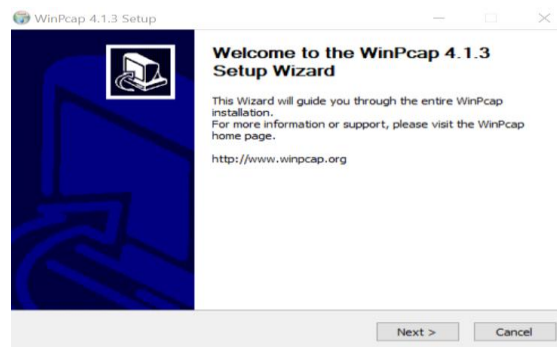 WinPcap 4.1.3 Setup
Welcome to the WinPcap 4.1.3
Setup Wizard
This Wizard will guide you through the entire WinPcap
installation.
For more information or support, please visit the WinPcap
home page.
http://www.winpcap.org
Next >
Cancel